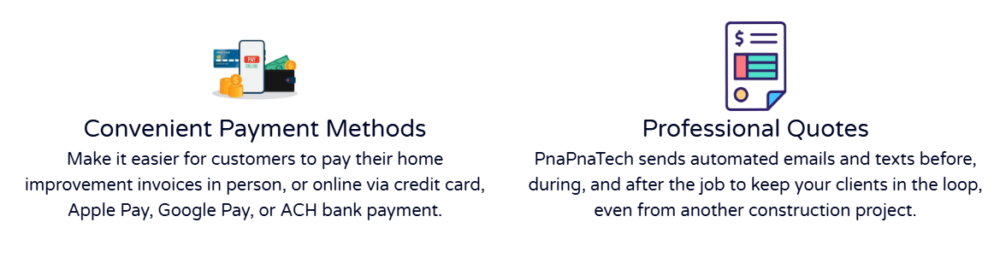 PAY
ONLINE
Convenient Payment Methods
Make it easier for customers to pay their home
improvement invoices in person, or online via credit card,
Apple Pay, Google Pay, or ACH bank payment.
$
Professional Quotes
PnaPnaTech sends automated emails and texts before,
during, and after the job to keep your clients in the loop,
even from another construction project.